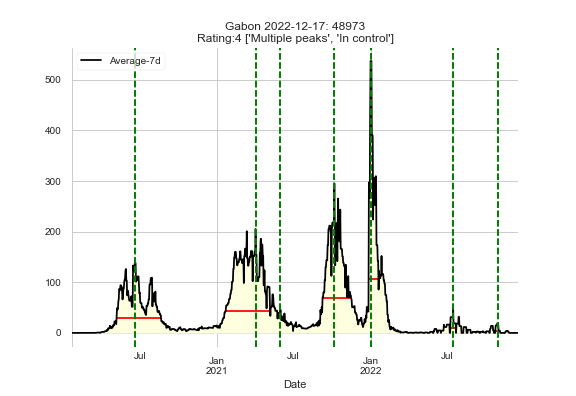 Gabon 2022-12-17: 48973
Rating:4 ['Multiple peaks', 'In control']
Average-7d
500
400
300
200
100
0
Jul
Jan
2021
Jul
Jan
2022
Jul
Date